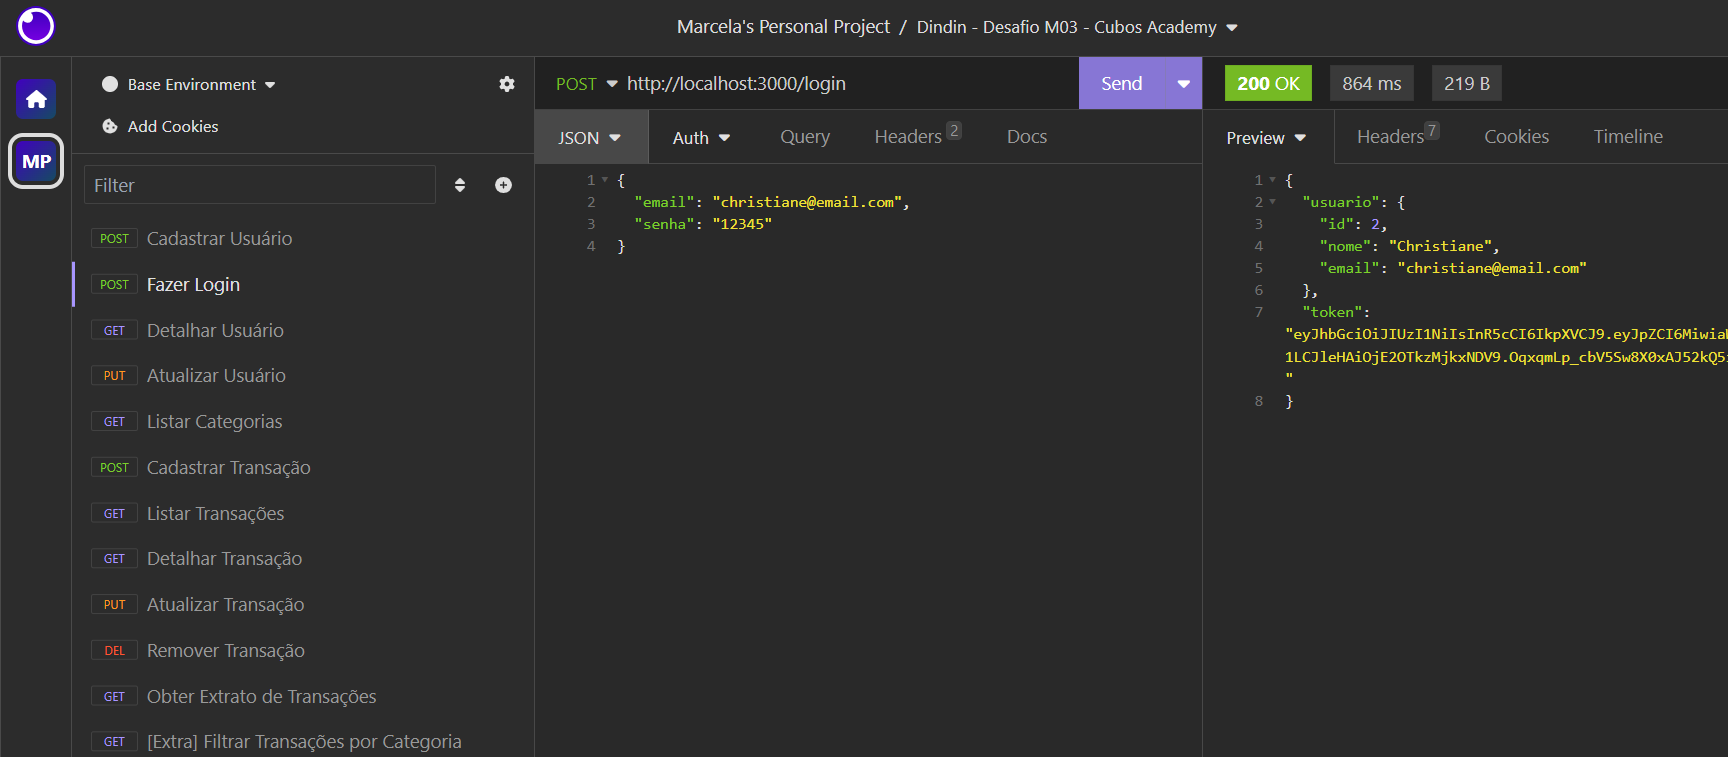 Marcela's Personal Project / Dindin - Desafio M03 - Cubos Academy
MP
Base Environment
Add Cookies
Filter
POST Cadastrar Usuário
POST Fazer Login
GET Detalhar Usuário
PUT Atualizar Usuário
GET Listar Categorias
POST Cadastrar Transação
GET Listar Transações
GET Detalhar Transação
PUT Atualizar Transação
DEL Remover Transação
GET Obter Extrato de Transações
GET [Extra] Filtrar Transações por Categoria
POST http://localhost:3000/login Send
JSON Auth Query Headers 2 Docs
1 {
2 "email": "christiane@email.com",
3 "senha": "12345"
4 }
200 OK 864 ms 219 B
Preview Headers 7 Cookies Timeline
1 {
2 "usuario": {
3 "id": 2,
4 "nome": "Christiane",
5 "email": "christiane@email.com"
6 },
7 "token":
"eyJhbGciOiJIUzI1NiIsInR5cCI6IkpXVCJ9.eyJpZCI6MiwiaW
1LCJleHAiOjE2OTkzMjkxNDV9.OqxqmLp_cbV5Sw8X0xAJ52kQ5
"
8 }